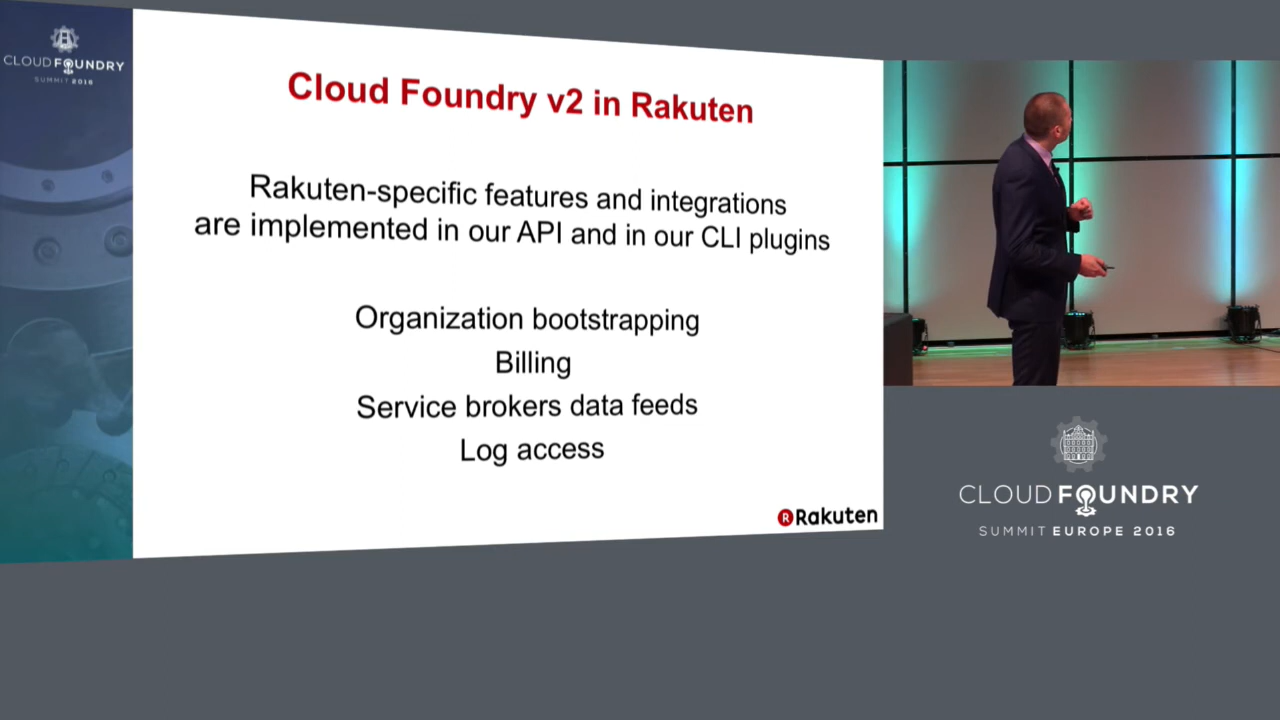 CLOUD FOUNDRY
SUMMIT 2016
Cloud Foundry v2 in Rakuten
Rakuten-specific features and integrations
are implemented in our API and in our CLI plugins
Organization bootstrapping
Billing
Service brokers data feeds
Log access
R Rakuten
CLOUD FOUNDRY
SUMMIT EUROPE 2016